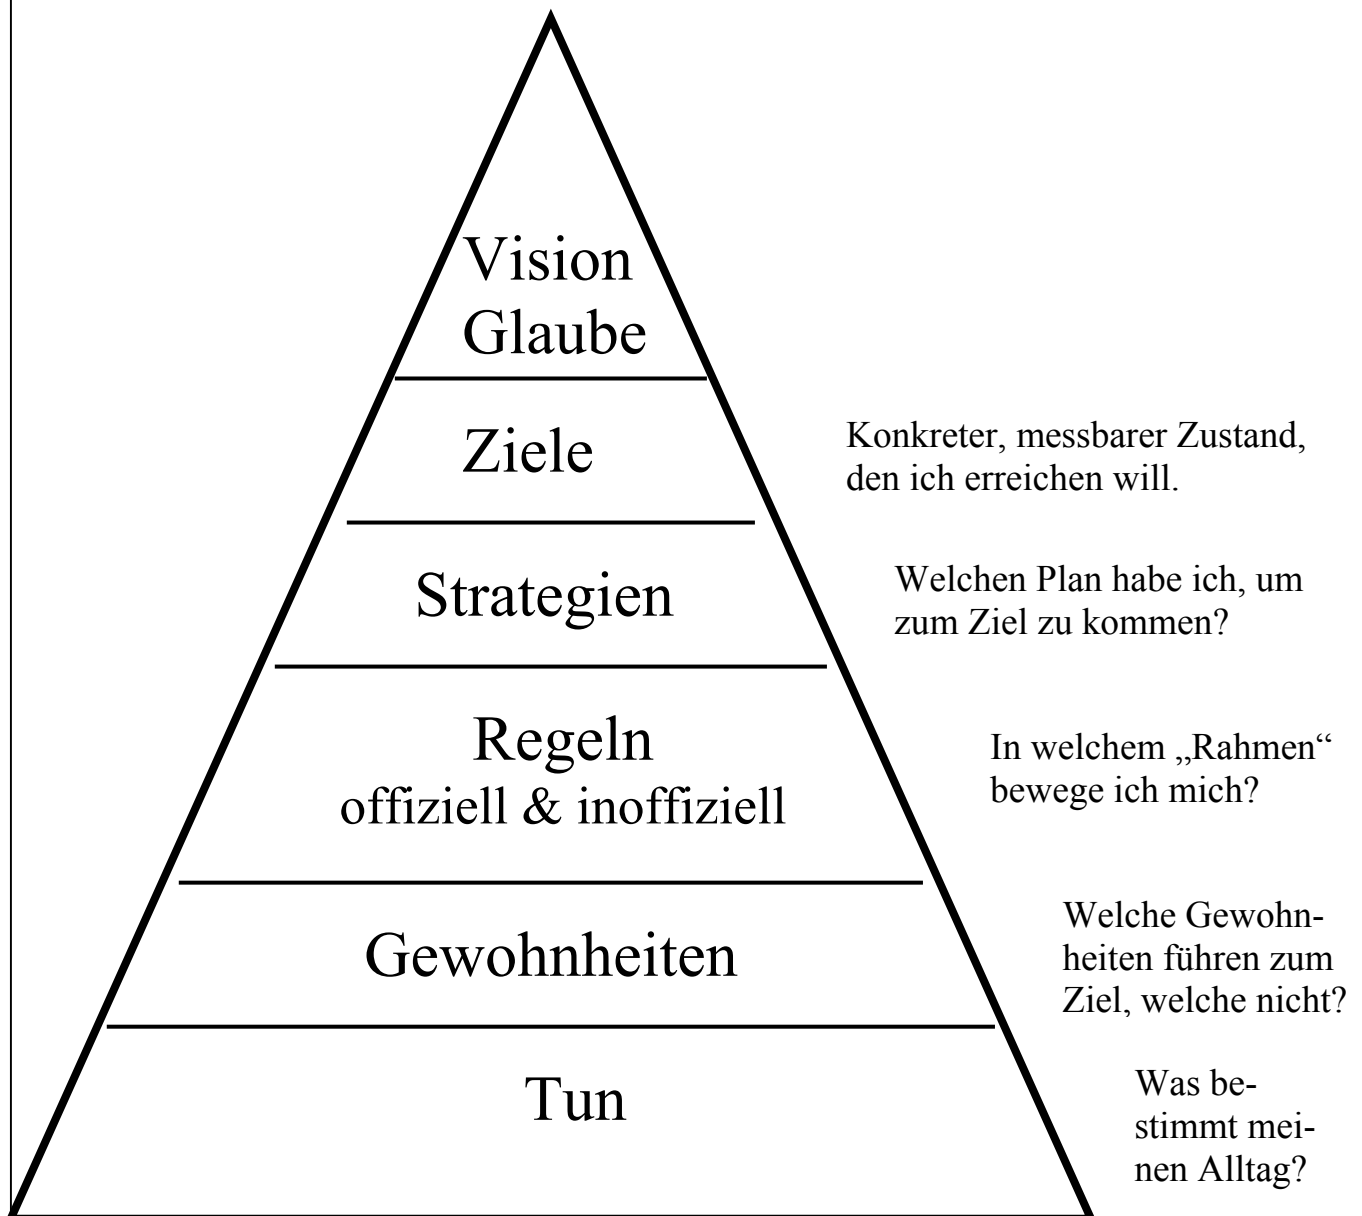 Vision
Glaube
Ziele
Konkreter, messbarer Zustand,
den ich erreichen will.
Strategien
Welchen Plan habe ich, um
zum Ziel zu kommen?
Regeln
offiziell & inoffiziell
In welchem „Rahmen“
bewege ich mich?
Gewohnheiten
Welche Gewohn-
heiten führen zum
Ziel, welche nicht?
Tun
Was be-
stimmt mei-
nen Alltag?